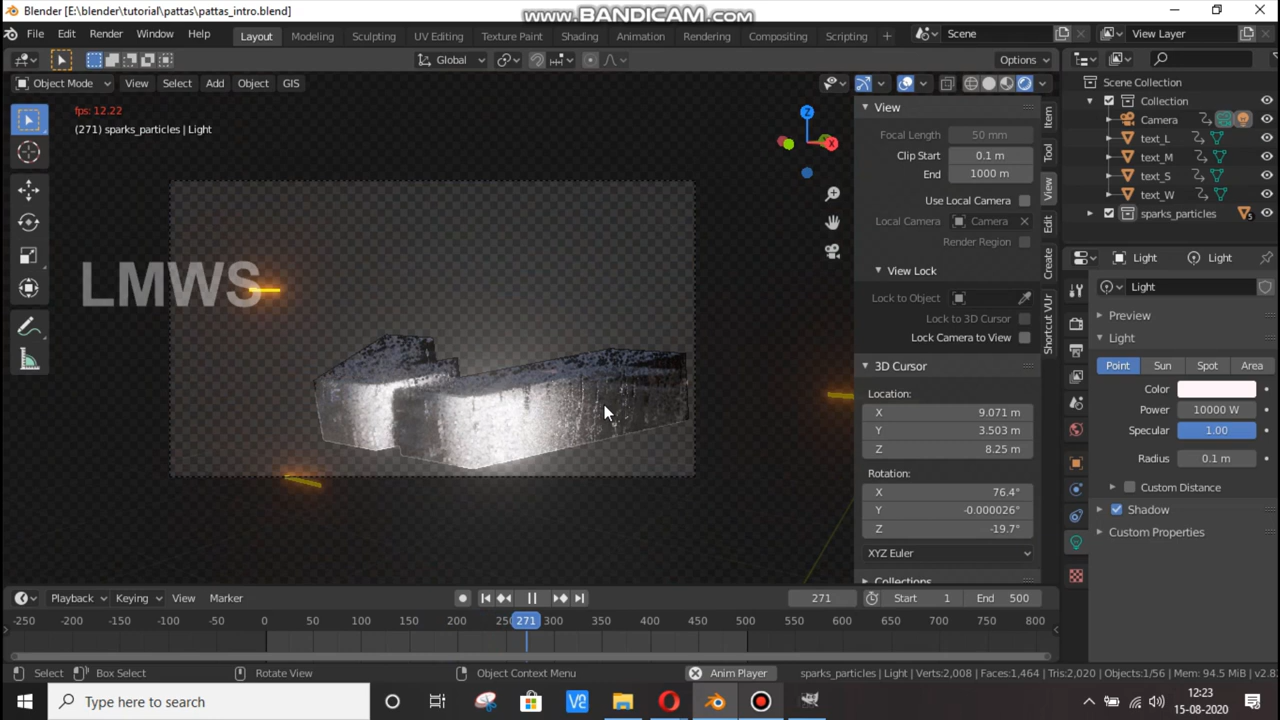 Blender [E:\blender\tutorial\pattas\pattas_intro.blend]
www.BANDICAM.com
File Edit Render Window Help
Layout Modeling Sculpting UV Editing Texture Paint Shading Animation Rendering Compositing Scripting +
Scene
View Layer
Global
Options
Object Mode View Select Add Object GIS
fps: 12.22
(271) sparks_particles | Light
Z
X
LMWS
View
Focal Length 50 mm
Clip Start 0.1 m
End 1000 m
Use Local Camera
Local Camera Camera
Render Region
View Lock
Lock to Object
Lock to 3D Cursor
Lock Camera to View
3D Cursor
Location:
X 9.071 m
Y 3.503 m
Z 8.25 m
Rotation:
X 76.4°
Y -0.000026°
Z -19.7°
XYZ Euler
Collections
Item
Tool
View
Edit
Create
Shortcut VUr
Scene Collection
Collection
Camera
text_L
text_M
text_S
text_W
sparks_particles 5
Light Light
Light
Preview
Light
Point Sun Spot Area
Color
Power 10000 W
Specular 1.00
Radius 0.1 m
Custom Distance
Shadow
Custom Properties
Playback Keying View Marker
271 Start 1 End 500
-250 -200 -150 -100 -50 0 50 100 150 200 250 271 300 350 400 450 500 550 600 650 700 750 800
Select Box Select Rotate View Object Context Menu Anim Player sparks_particles | Light | Verts:2,008 | Faces:1,464 | Tris:2,020 | Objects:1/56 | Mem: 94.5 MiB | v2.8
Type here to search
12:23
15-08-2020